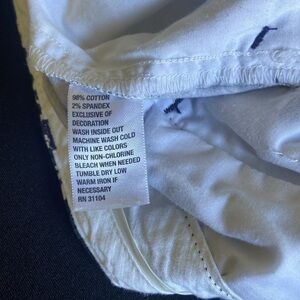 98% COTTON
2% SPANDEX
EXCLUSIVE OF
DECORATION
WASH INSIDE OUT
MACHINE WASH COLD
WITH LIKE COLORS
ONLY NON-CHLORINE
BLEACH WHEN NEEDED
TUMBLE DRY LOW
WARM IRON IF
NECESSARY
RN 31104